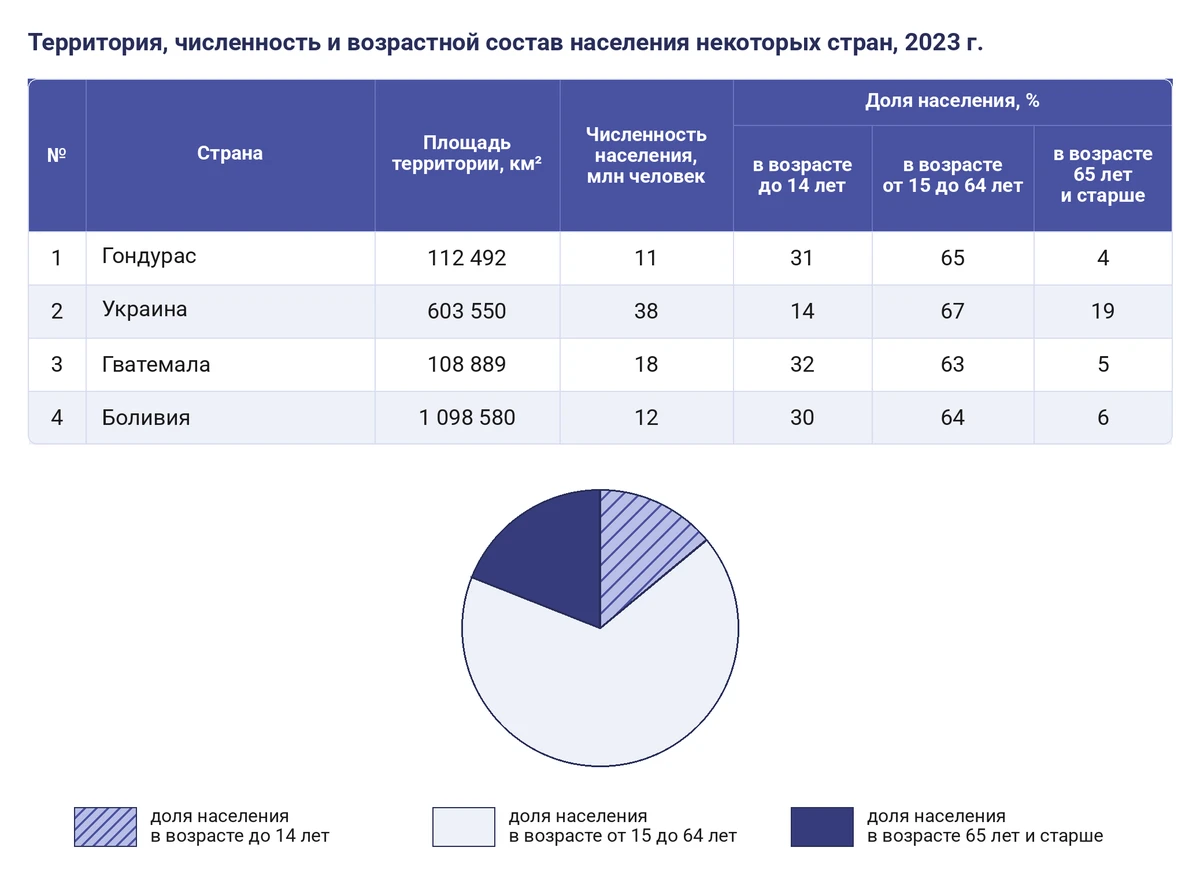 Территория, численность и возрастной состав населения некоторых стран, 2023 г.
№
Страна
Площадь
территории, км²
Численность
населения,
млн человек
Доля населения, %
в возрасте
до 14 лет
в возрасте
от 15 до 64 лет
в возрасте
65 лет
и старше
1 Гондурас 112 492 11 31 65 4
2 Украина 603 550 38 14 67 19
3 Гватемала 108 889 18 32 63 5
4 Боливия 1 098 580 12 30 64 6
доля населения
в возрасте до 14 лет
доля населения
в возрасте от 15 до 64 лет
доля населения
в возрасте 65 лет и старше